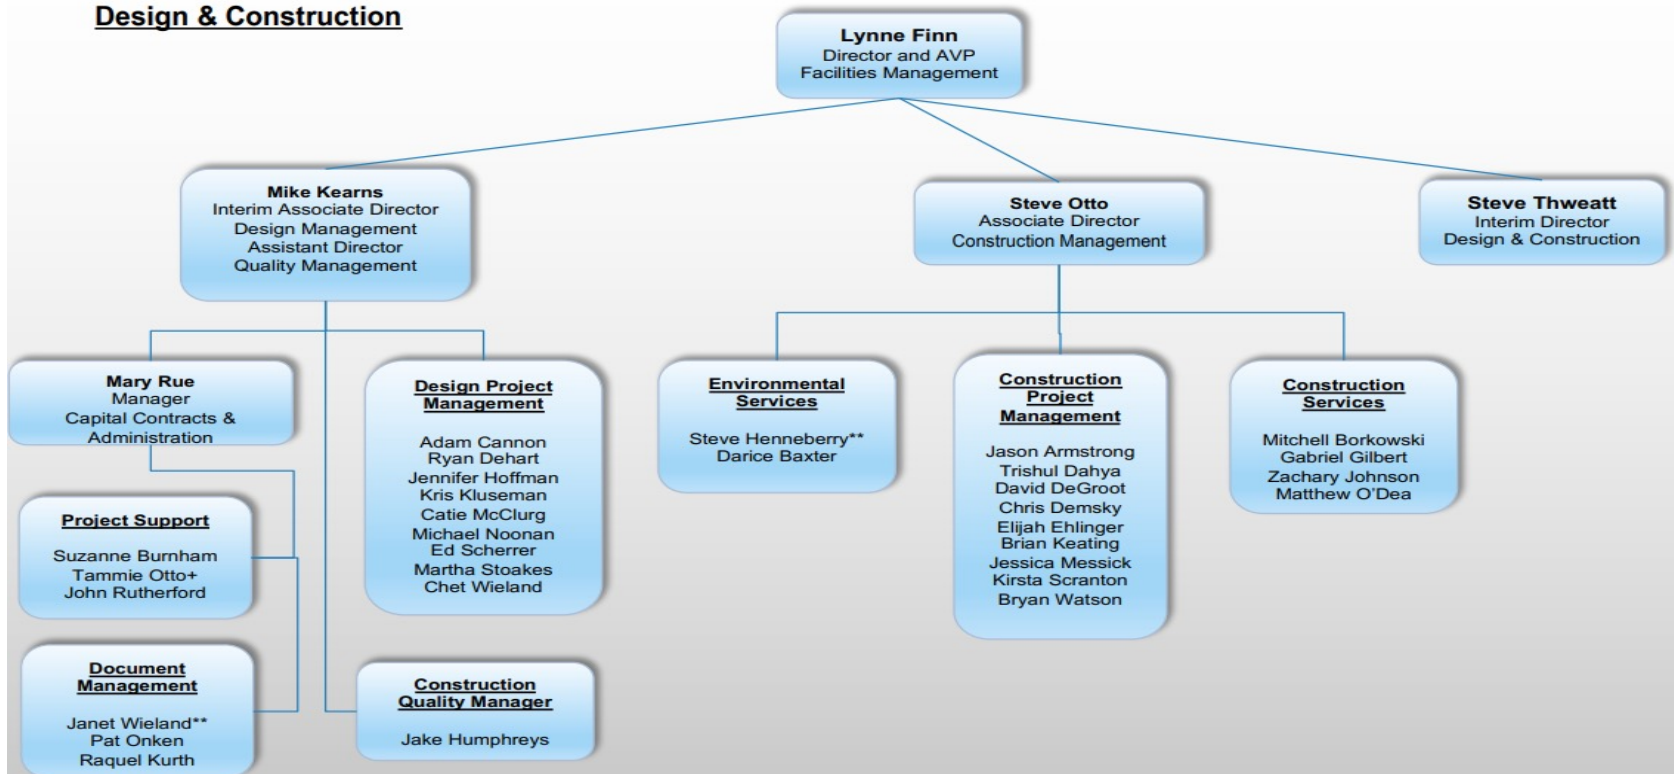 Design & Construction
Lynne Finn
Director and AVP
Facilities Management
Mike Kearns
Interim Associate Director
Design Management
Assistant Director
Quality Management
Steve Otto
Associate Director
Construction Management
Steve Thweatt
Interim Director
Design & Construction
Mary Rue
Manager
Capital Contracts &
Administration
Design Project
Management
Adam Cannon
Ryan Dehart
Jennifer Hoffman
Kris Kluseman
Catie McClurg
Michael Noonan
Ed Scherrer
Martha Stoakes
Chet Wieland
Environmental
Services
Steve Henneberry**
Darice Baxter
Construction
Project
Management
Jason Armstrong
Trishul Dahya
David DeGroot
Chris Demsky
Elijah Ehlinger
Brian Keating
Jessica Messick
Kirsta Scranton
Bryan Watson
Construction
Services
Mitchell Borkowski
Gabriel Gilbert
Zachary Johnson
Matthew O'Dea
Project Support
Suzanne Burnham
Tammie Otto+
John Rutherford
Document
Management
Janet Wieland**
Pat Onken
Raquel Kurth
Construction
Quality Manager
Jake Humphreys